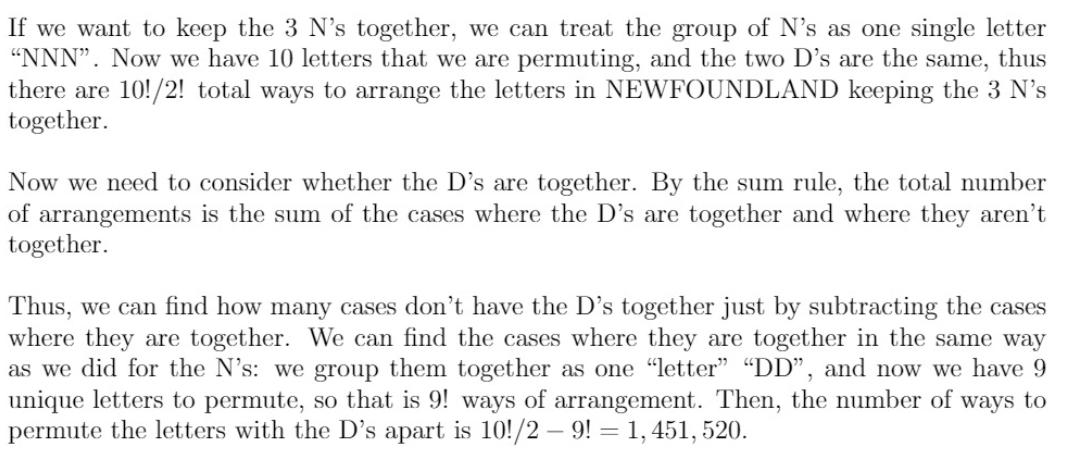 If we want to keep the 3 N’s together, we can treat the group of N’s as one single letter
“NNN”. Now we have 10 letters that we are permuting, and the two D’s are the same, thus
there are 10!/2! total ways to arrange the letters in NEWFOUNDLAND keeping the 3 N’s
together.
Now we need to consider whether the D’s are together. By the sum rule, the total number
of arrangements is the sum of the cases where the D’s are together and where they aren’t
together.
Thus, we can find how many cases don’t have the D’s together just by subtracting the cases
where they are together. We can find the cases where they are together in the same way
as we did for the N’s: we group them together as one “letter” “DD”, and now we have 9
unique letters to permute, so that is 9! ways of arrangement. Then, the number of ways to
permute the letters with the D’s apart is 10!/2 − 9! = 1, 451, 520.